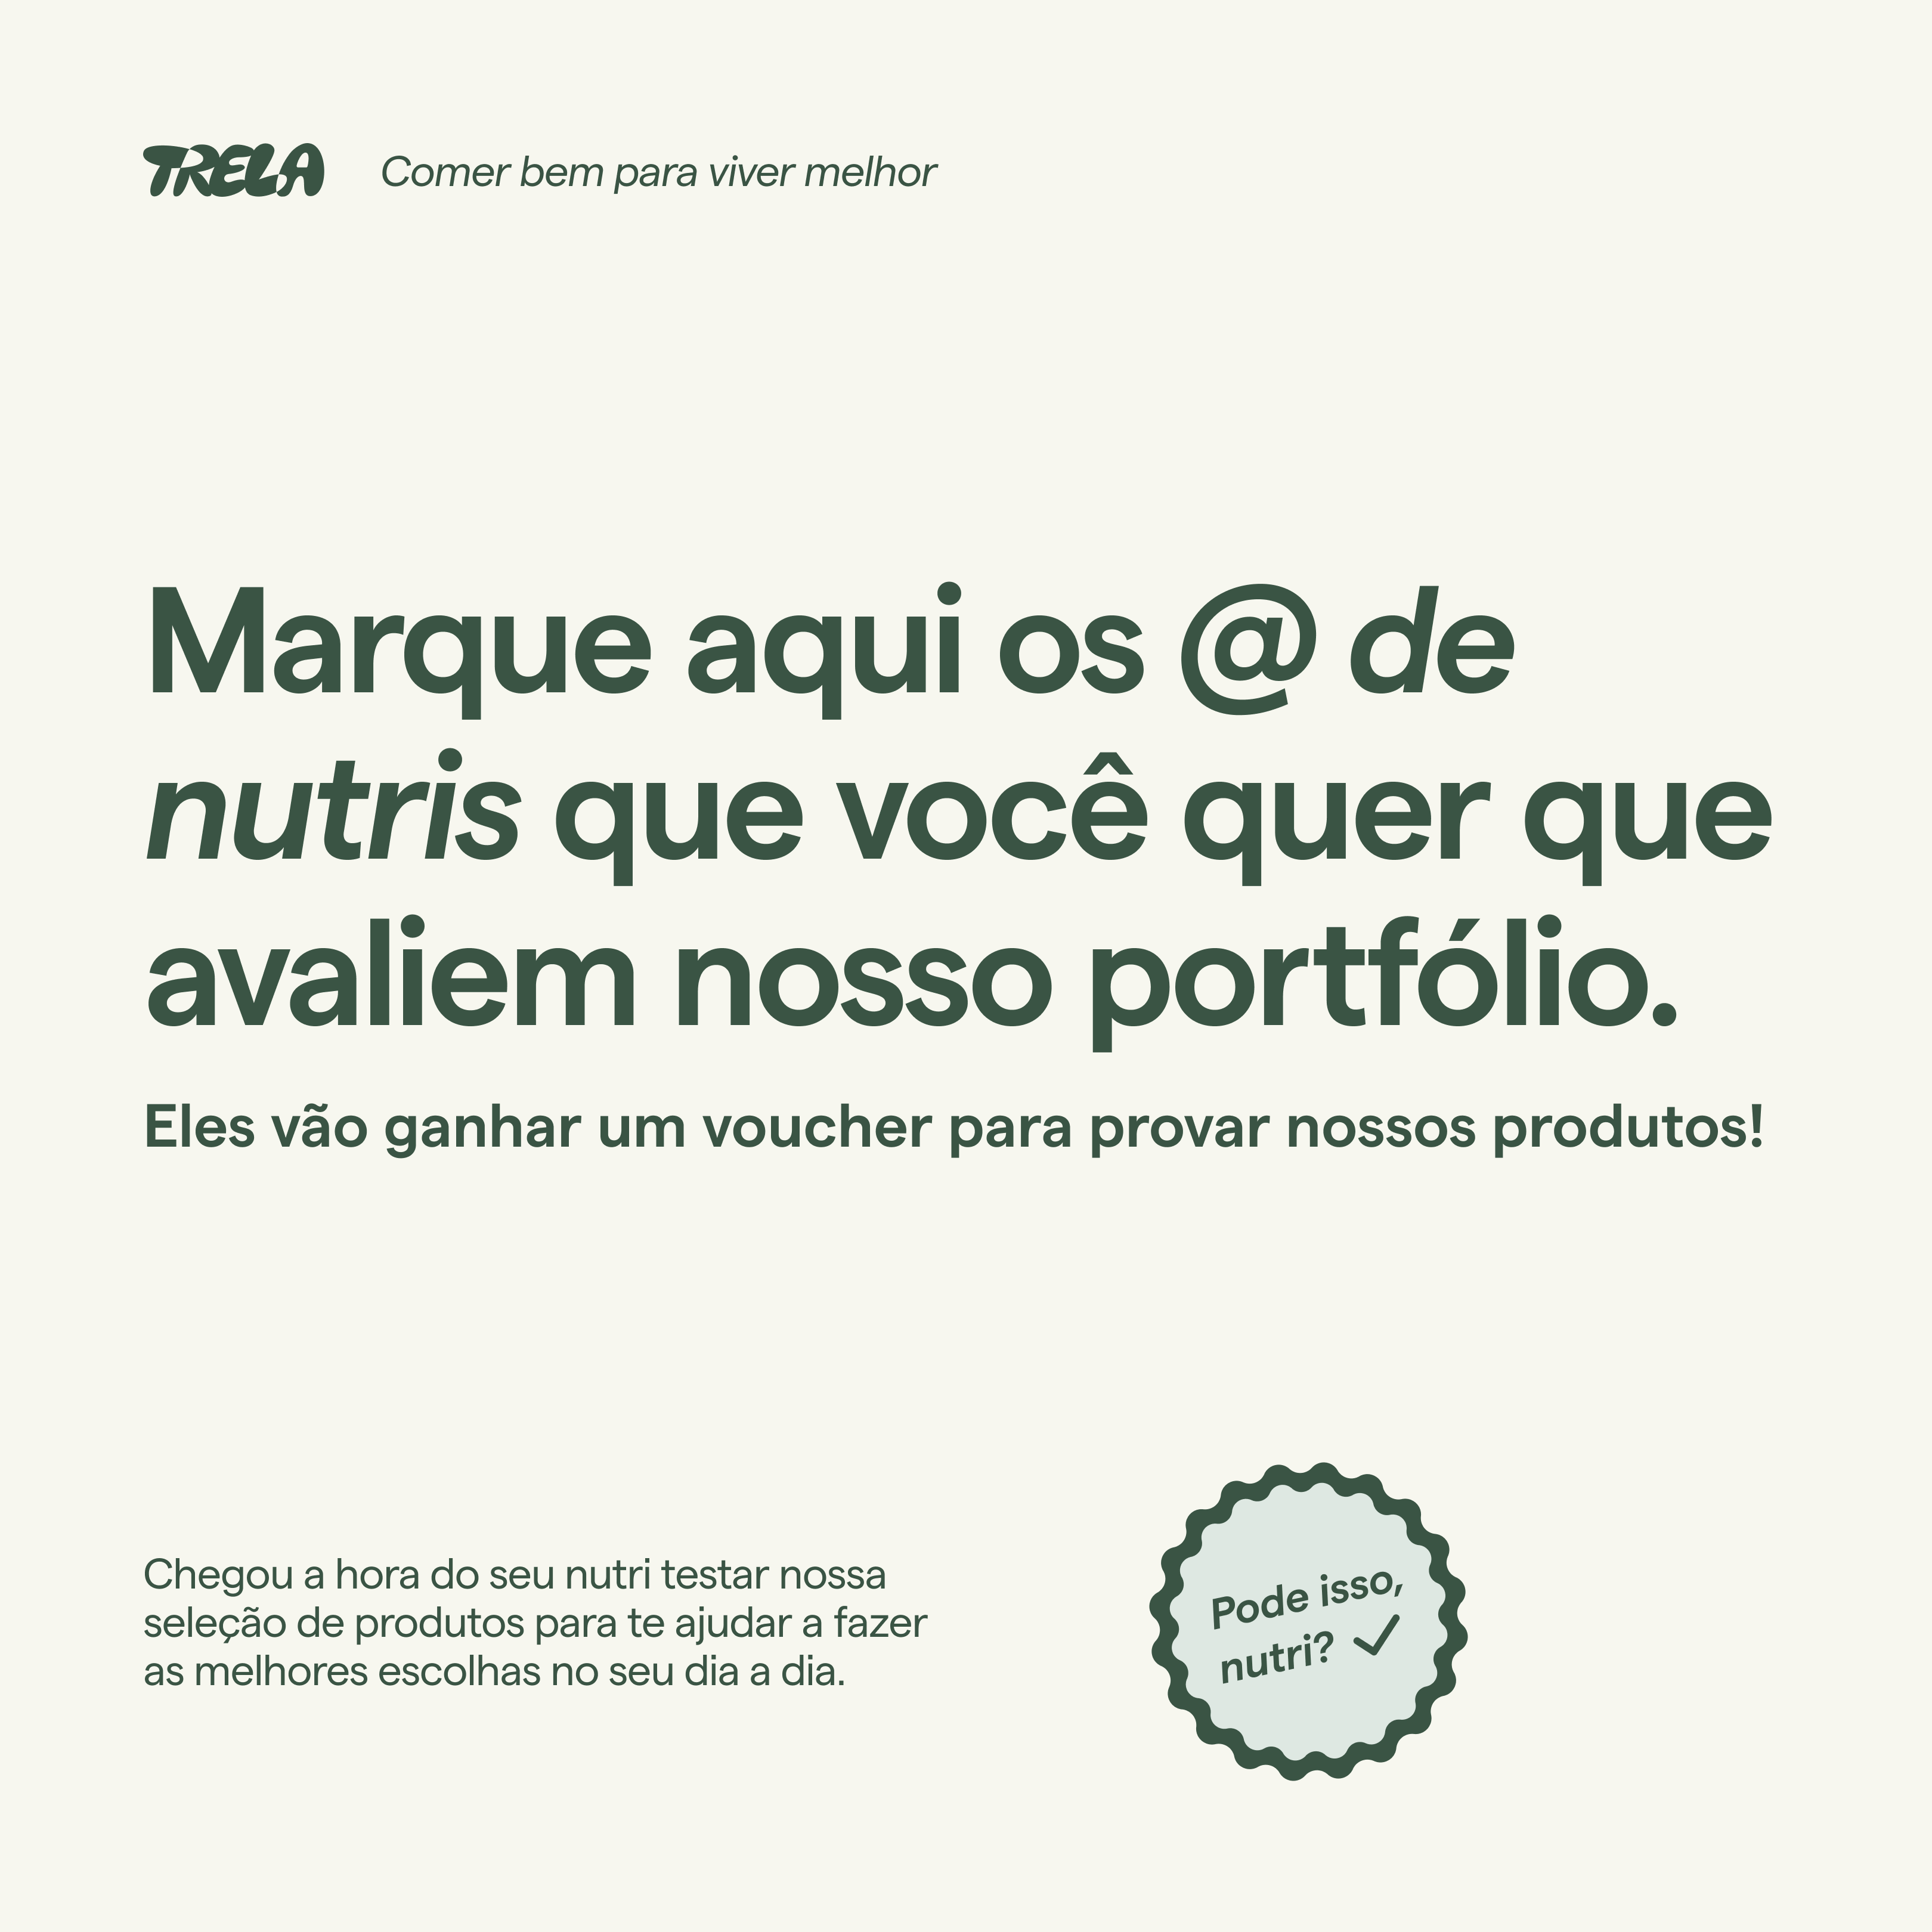 TRELA
Comer bem para viver melhor
Marque aqui os @ de
nutris que você quer que
avaliem nosso portfólio.
Eles vão ganhar um voucher para provar nossos produtos!
Chegou a hora do seu nutri testar nossa
seleção de produtos para te ajudar a fazer
as melhores escolhas no seu dia a dia.
Pode isso,
nutri?